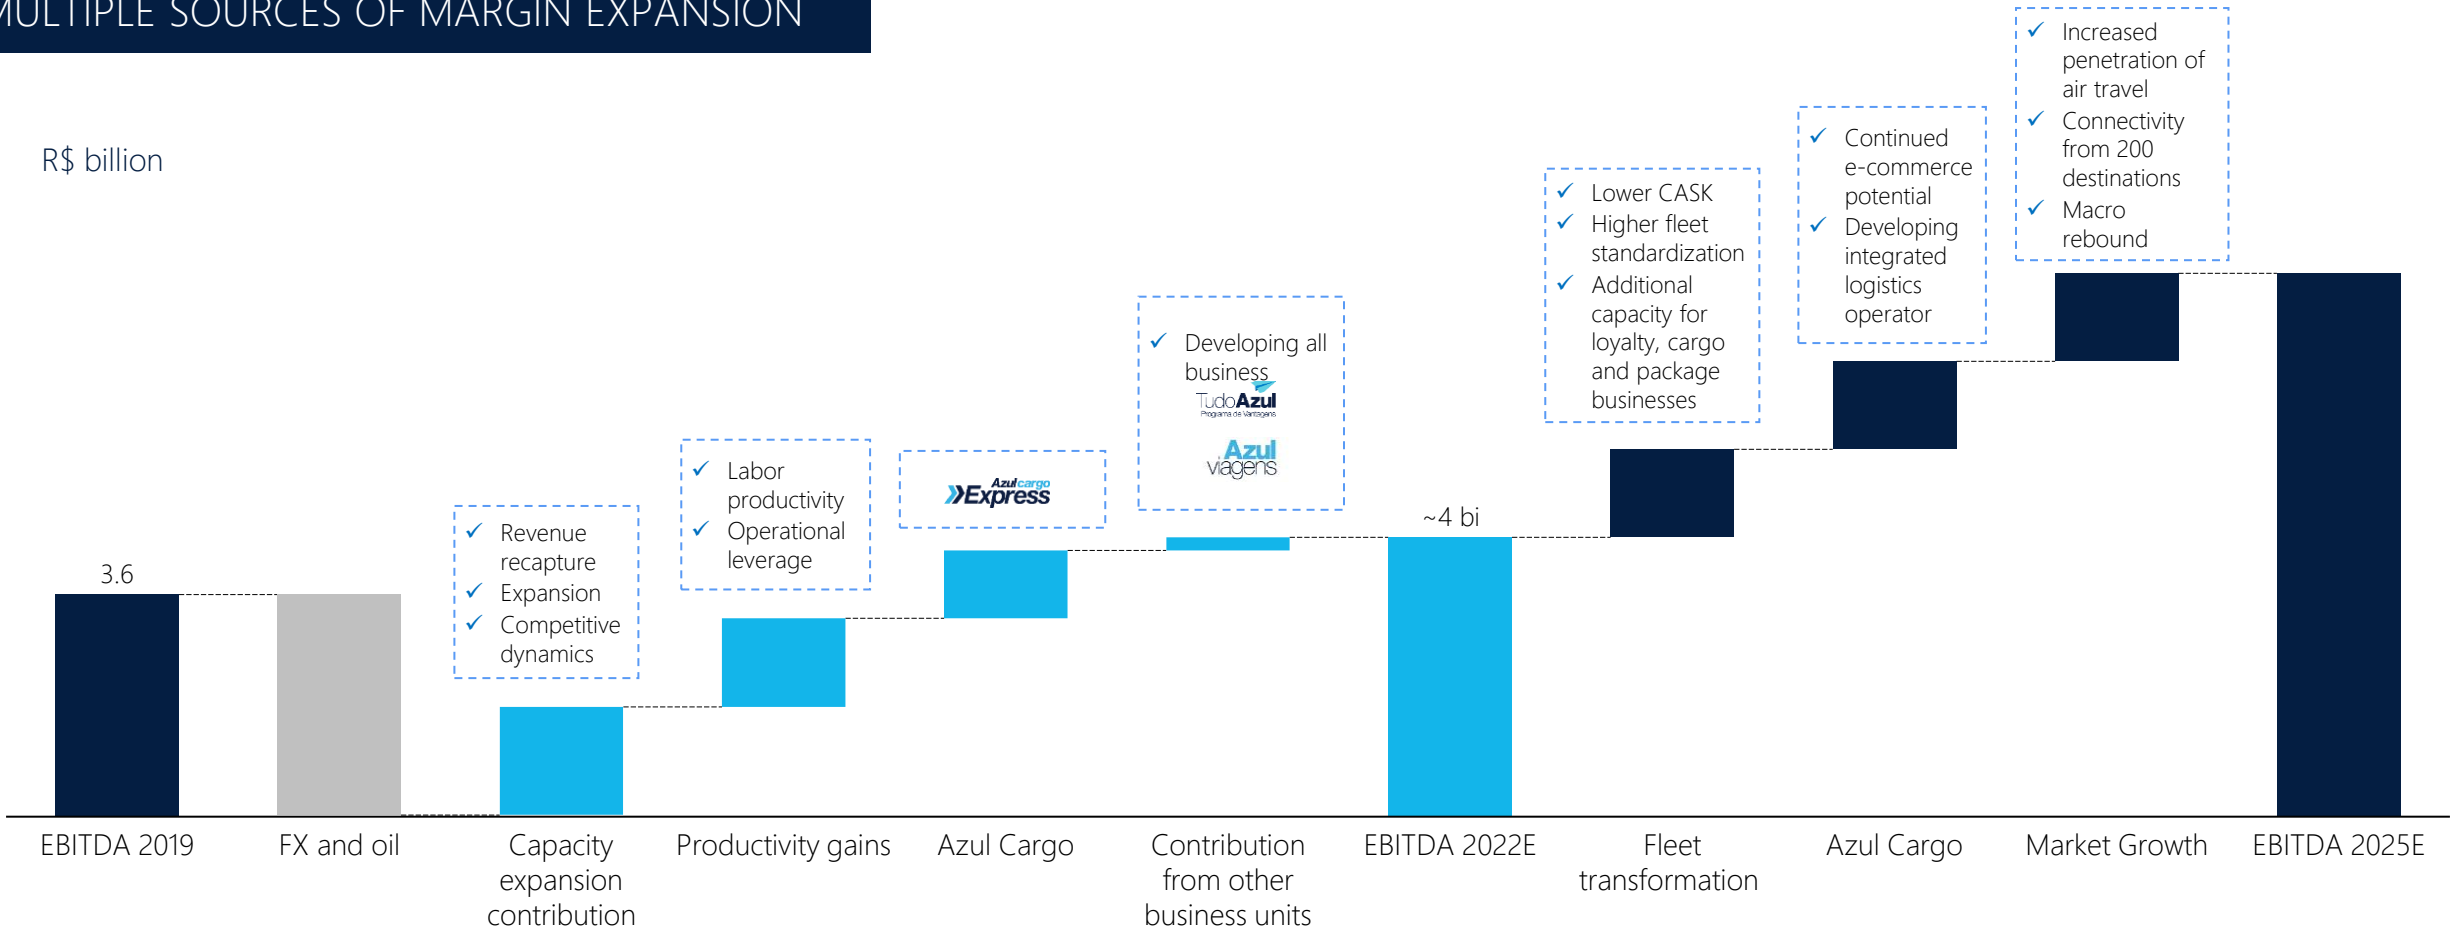 MULTIPLE SOURCES OF MARGIN EXPANSION
R$ billion
3.6
✓ Revenue
recapture
✓ Expansion
✓ Competitive
dynamics
✓ Labor
productivity
✓ Operational
leverage
Azul cargo
Express
✓ Developing all
business
TudoAzul
Programa de Vantagens
Azul
viagens
~4 bi
✓ Lower CASK
✓ Higher fleet
standardization
✓ Additional
capacity for
loyalty, cargo
and package
businesses
✓ Continued
e-commerce
potential
✓ Developing
integrated
logistics
operator
✓ Increased
penetration of
air travel
✓ Connectivity
from 200
destinations
✓ Macro
rebound
EBITDA 2019
FX and oil
Capacity
expansion
contribution
Productivity gains
Azul Cargo
Contribution
from other
business units
EBITDA 2022E
Fleet
transformation
Azul Cargo
Market Growth
EBITDA 2025E